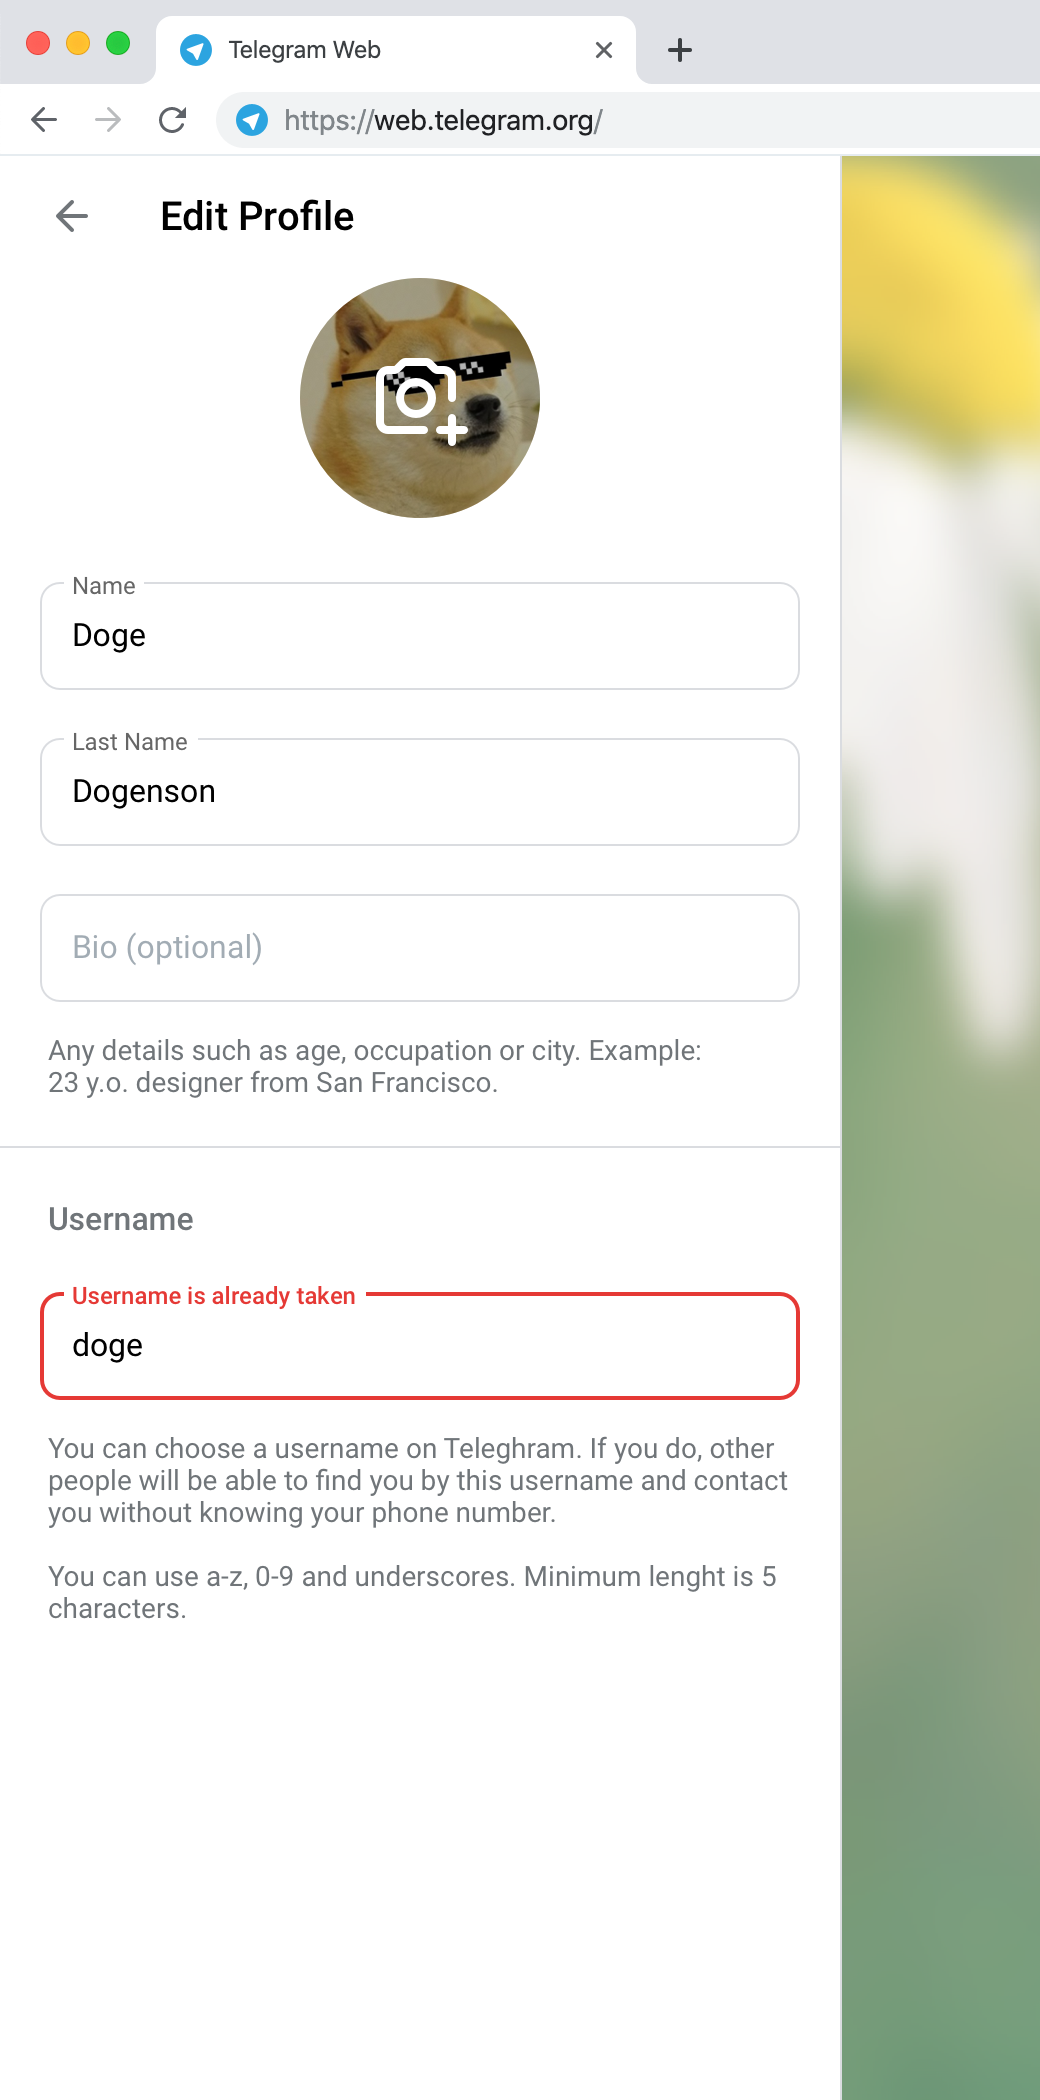 Telegram Web
https://web.telegram.org/
Edit Profile
Name
Doge
Last Name
Dogenson
Bio (optional)
Any details such as age, occupation or city. Example:
23 y.o. designer from San Francisco.
Username
Username is already taken
doge
You can choose a username on Teleghram. If you do, other
people will be able to find you by this username and contact
you without knowing your phone number.
You can use a-z, 0-9 and underscores. Minimum lenght is 5
characters.